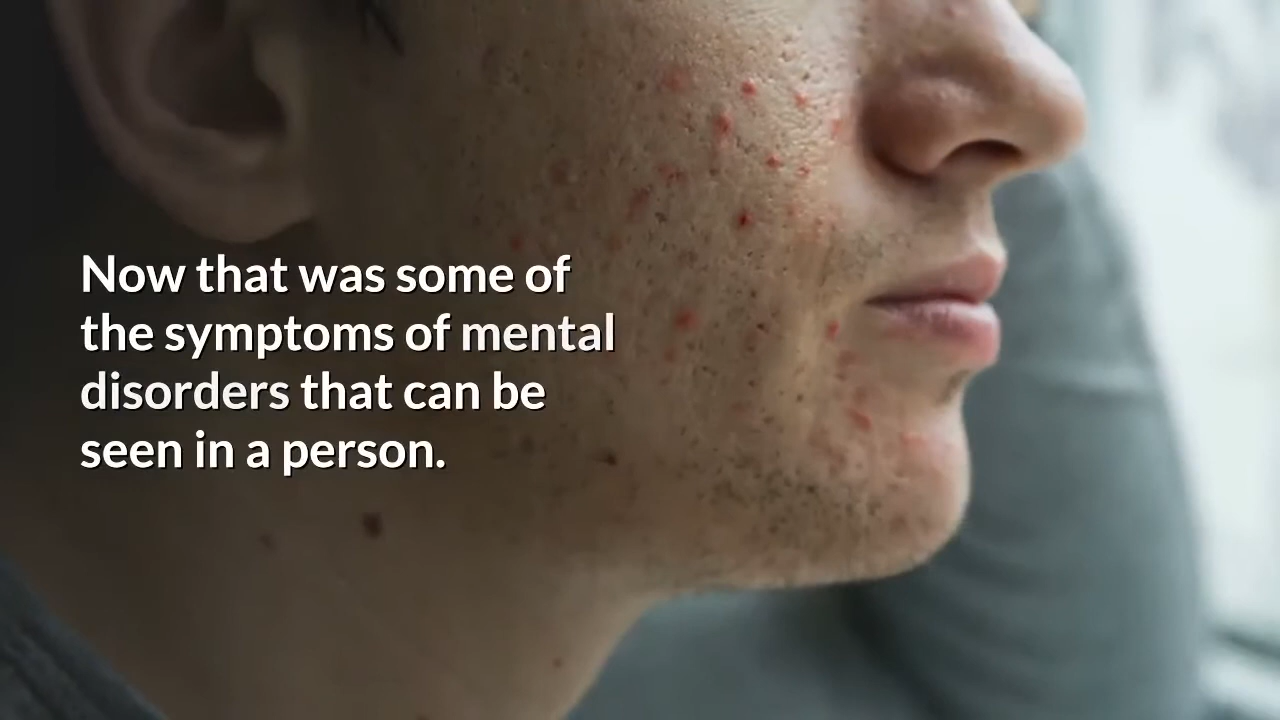 Now that was some of
the symptoms of mental
disorders that can be
seen in a person.